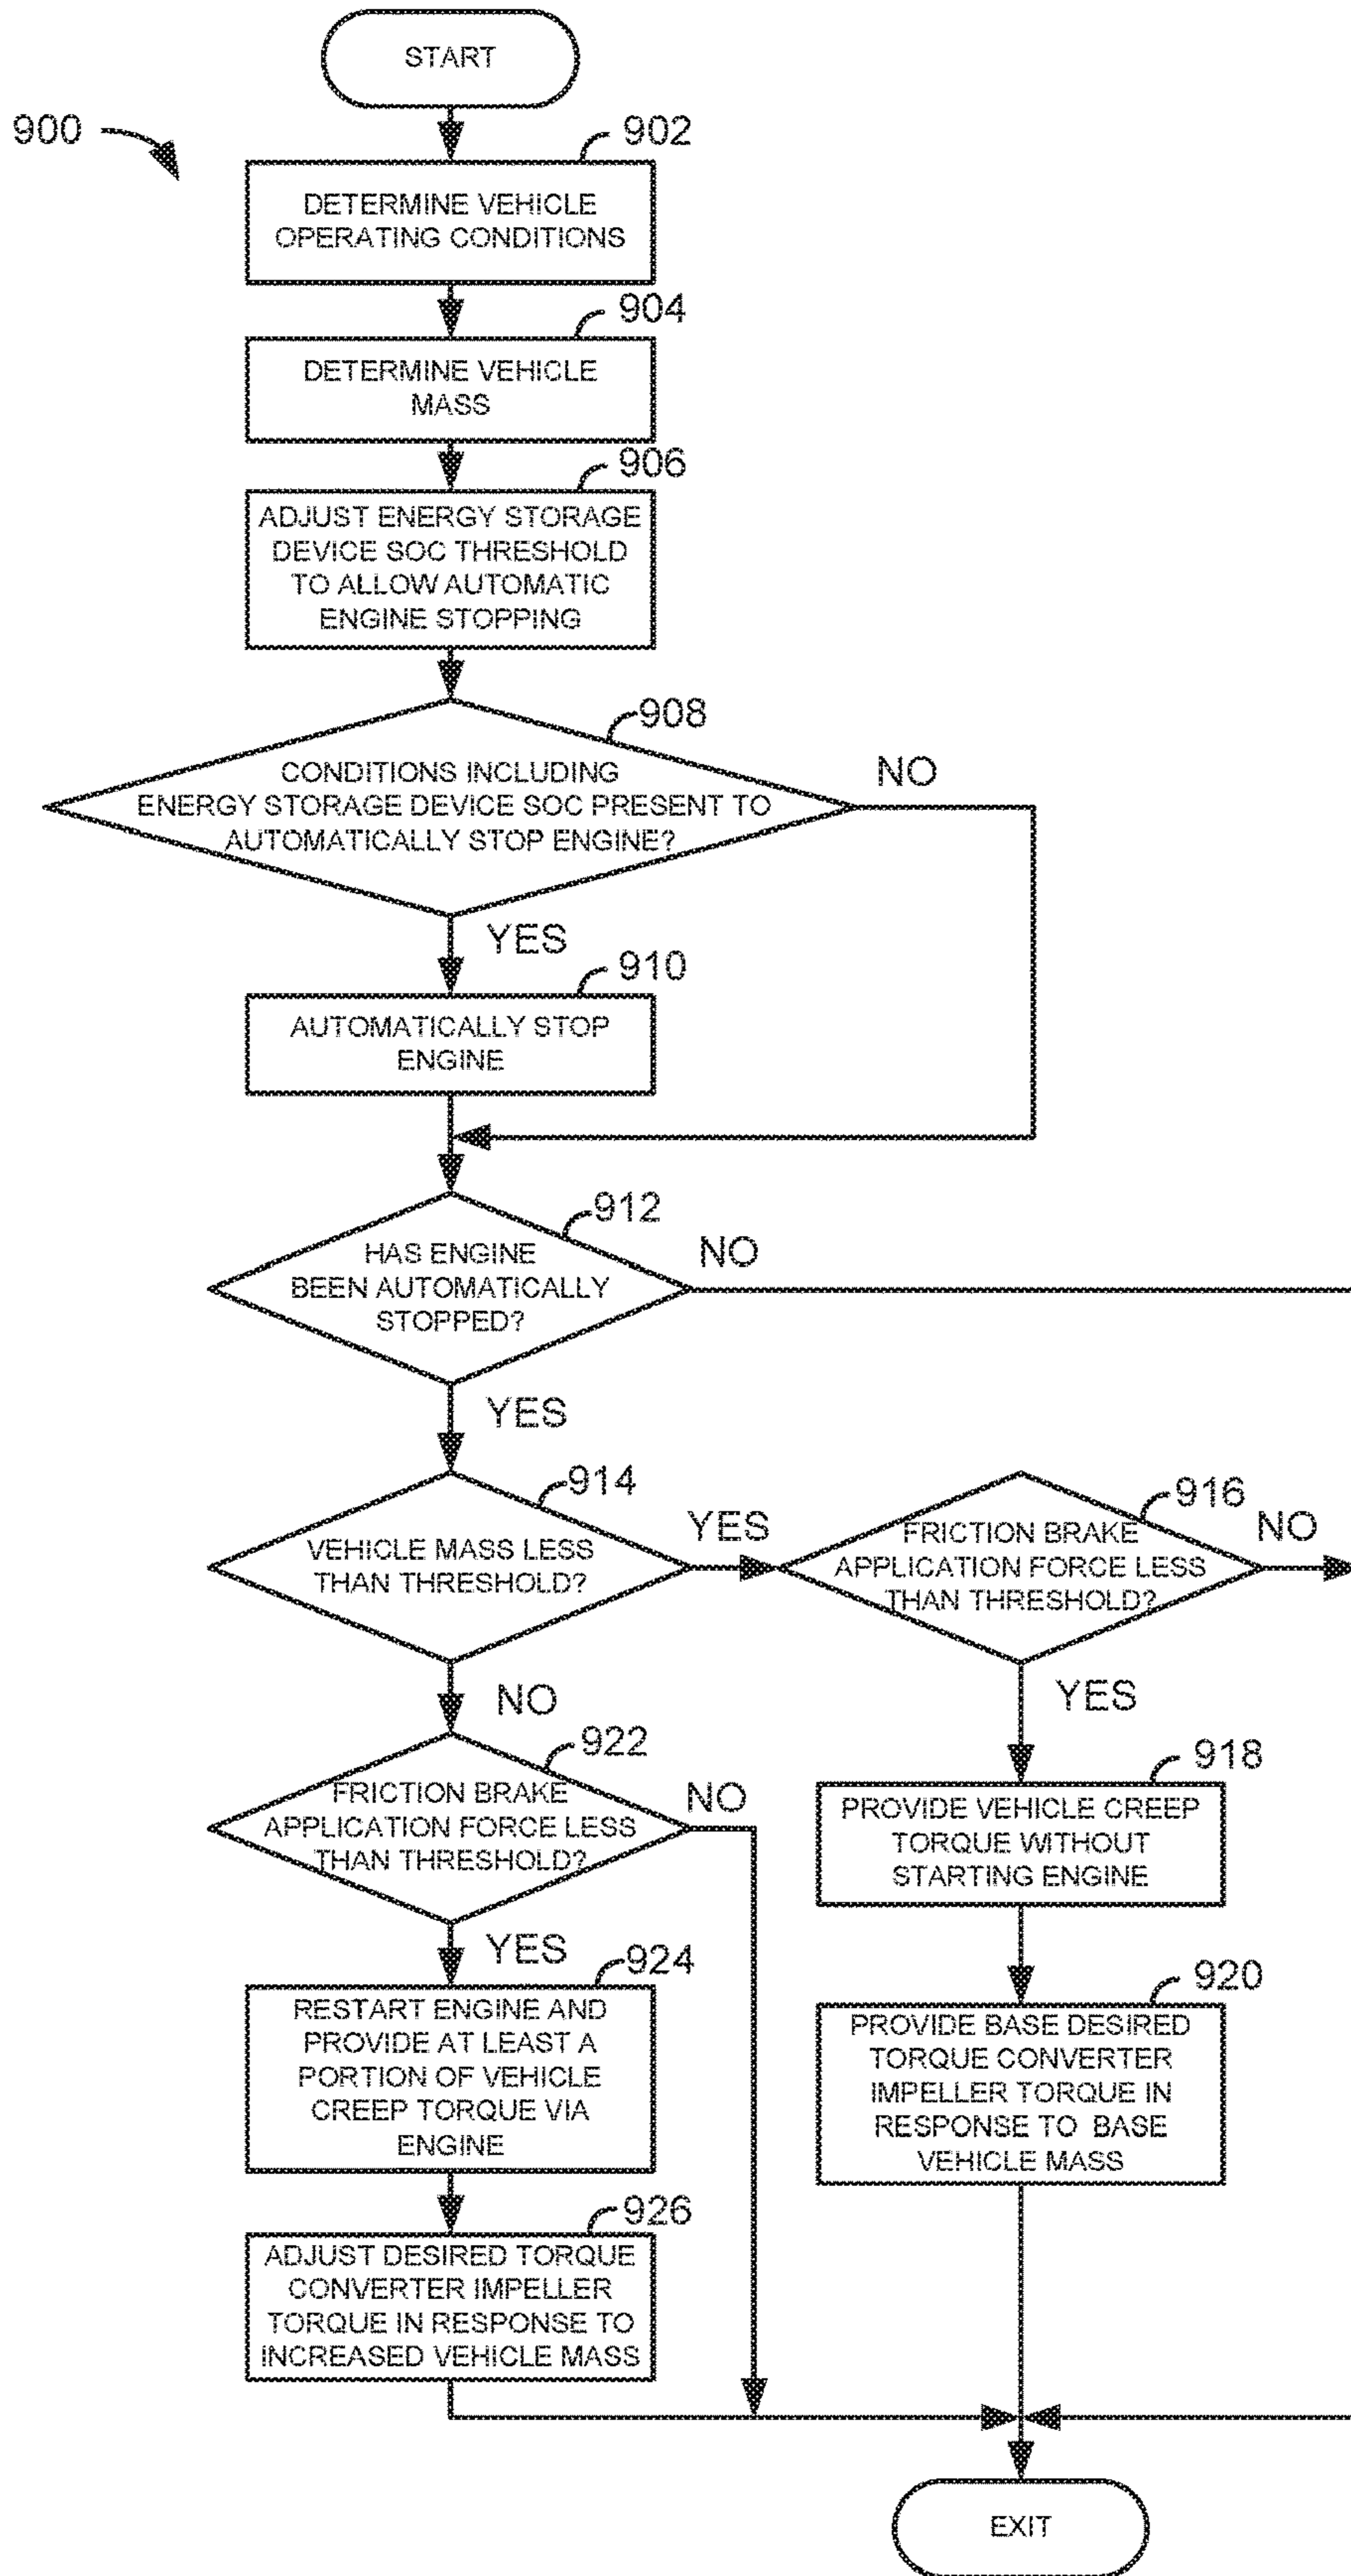 START
900
902
DETERMINE VEHICLE
OPERATING CONDITIONS
904
DETERMINE VEHICLE
MASS
906
ADJUST ENERGY STORAGE
DEVICE SOC THRESHOLD
TO ALLOW AUTOMATIC
ENGINE STOPPING
908
CONDITIONS INCLUDING
ENERGY STORAGE DEVICE SOC PRESENT TO
AUTOMATICALLY STOP ENGINE?
NO
YES
910
AUTOMATICALLY STOP
ENGINE
912
HAS ENGINE
BEEN AUTOMATICALLY
STOPPED?
NO
YES
914
VEHICLE MASS LESS
THAN THRESHOLD?
YES
NO
916
FRICTION BRAKE
APPLICATION FORCE LESS
THAN THRESHOLD?
NO
YES
918
PROVIDE VEHICLE CREEP
TORQUE WITHOUT
STARTING ENGINE
920
PROVIDE BASE DESIRED
TORQUE CONVERTER
IMPELLER TORQUE IN
RESPONSE TO BASE
VEHICLE MASS
922
FRICTION BRAKE
APPLICATION FORCE LESS
THAN THRESHOLD?
NO
YES
924
RESTART ENGINE AND
PROVIDE AT LEAST A
PORTION OF VEHICLE
CREEP TORQUE VIA
ENGINE
926
ADJUST DESIRED TORQUE
CONVERTER IMPELLER
TORQUE IN RESPONSE TO
INCREASED VEHICLE MASS
EXIT